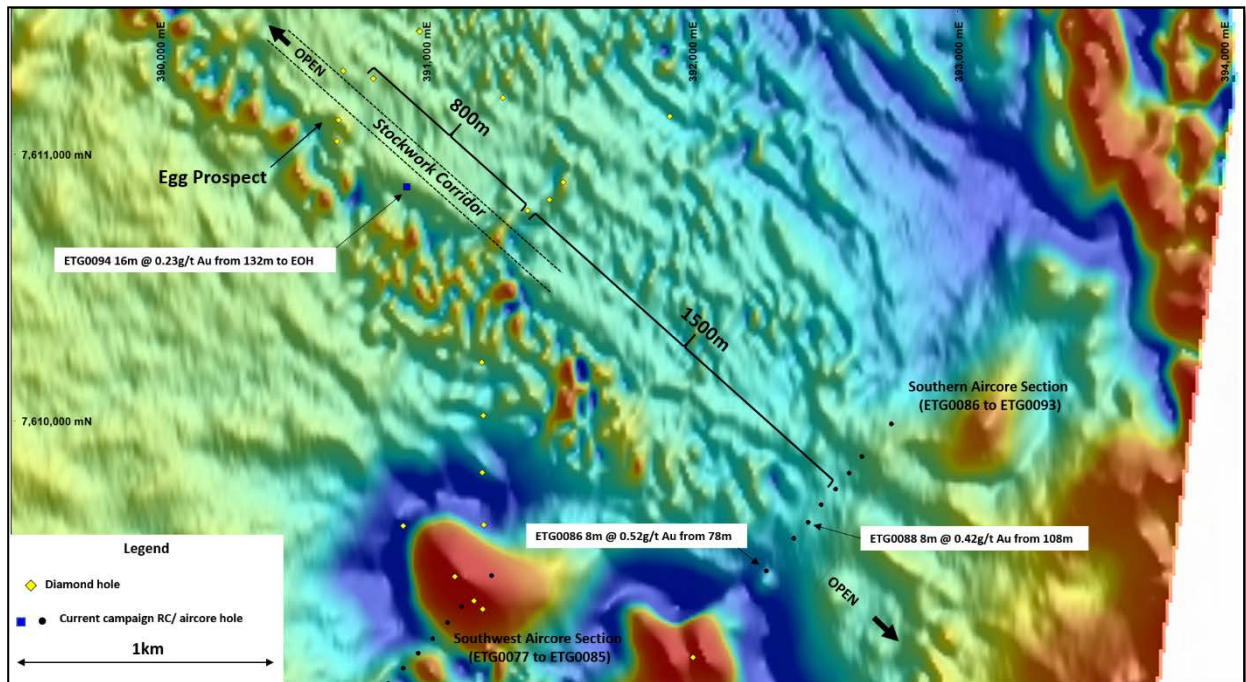 390,000 mE
391,000 mE
392,000 mE
393,000 mE
394,000 mE
OPEN
800m
Stockwork Corridor
7,611,000 mN
Egg Prospect
ETG0094 16m @ 0.23g/t Au from 132m to EOH
1500m
Southern Aircore Section
(ETG0086 to ETG0093)
7,610,000 mN
ETG0086 8m @ 0.52g/t Au from 78m
ETG0088 8m @ 0.42g/t Au from 108m
OPEN
Legend
Diamond hole
Current campaign RC/ aircore hole
1km
Southwest Aircore Section
(ETG0077 to ETG0085)